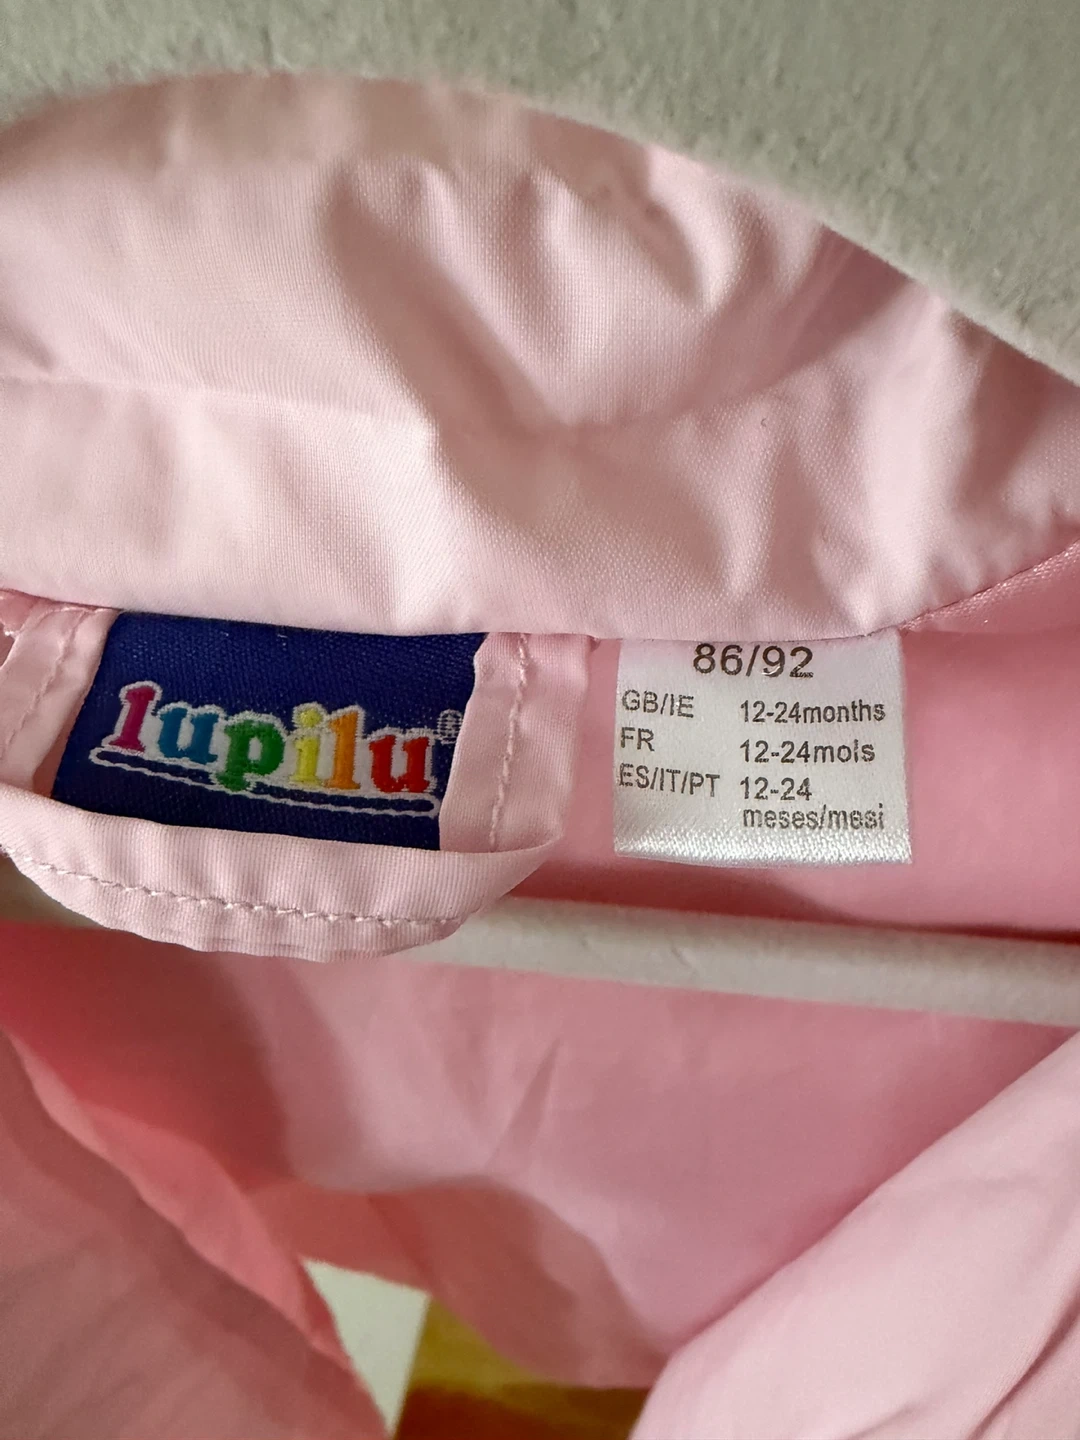 lupilu®
86/92
GB/IE 12-24months
FR 12-24mois
ES/IT/PT 12-24
meses/mesi